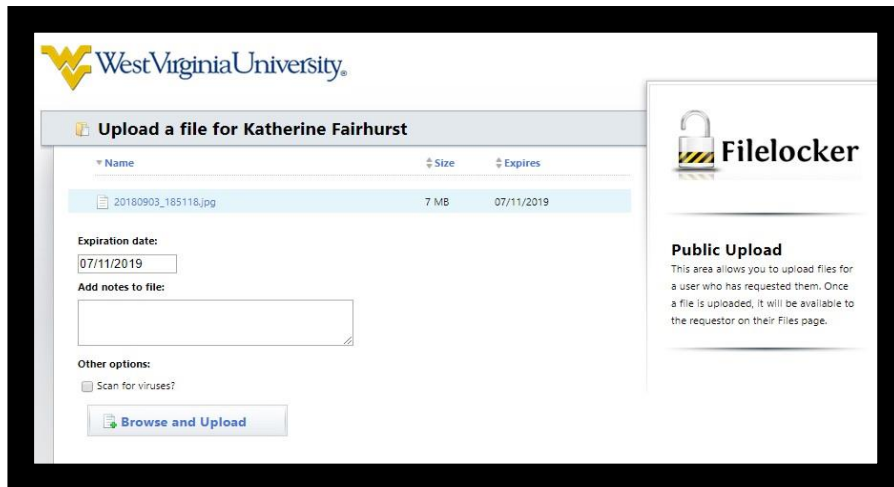 WestVirginiaUniversity®
Upload a file for Katherine Fairhurst
Name Size Expires
20180903_185118.jpg 7 MB 07/11/2019
Expiration date:
07/11/2019
Add notes to file:
Other options:
Scan for viruses?
Browse and Upload
Filelocker
Public Upload
This area allows you to upload files for
a user who has requested them. Once
a file is uploaded, it will be available to
the requestor on their Files page.